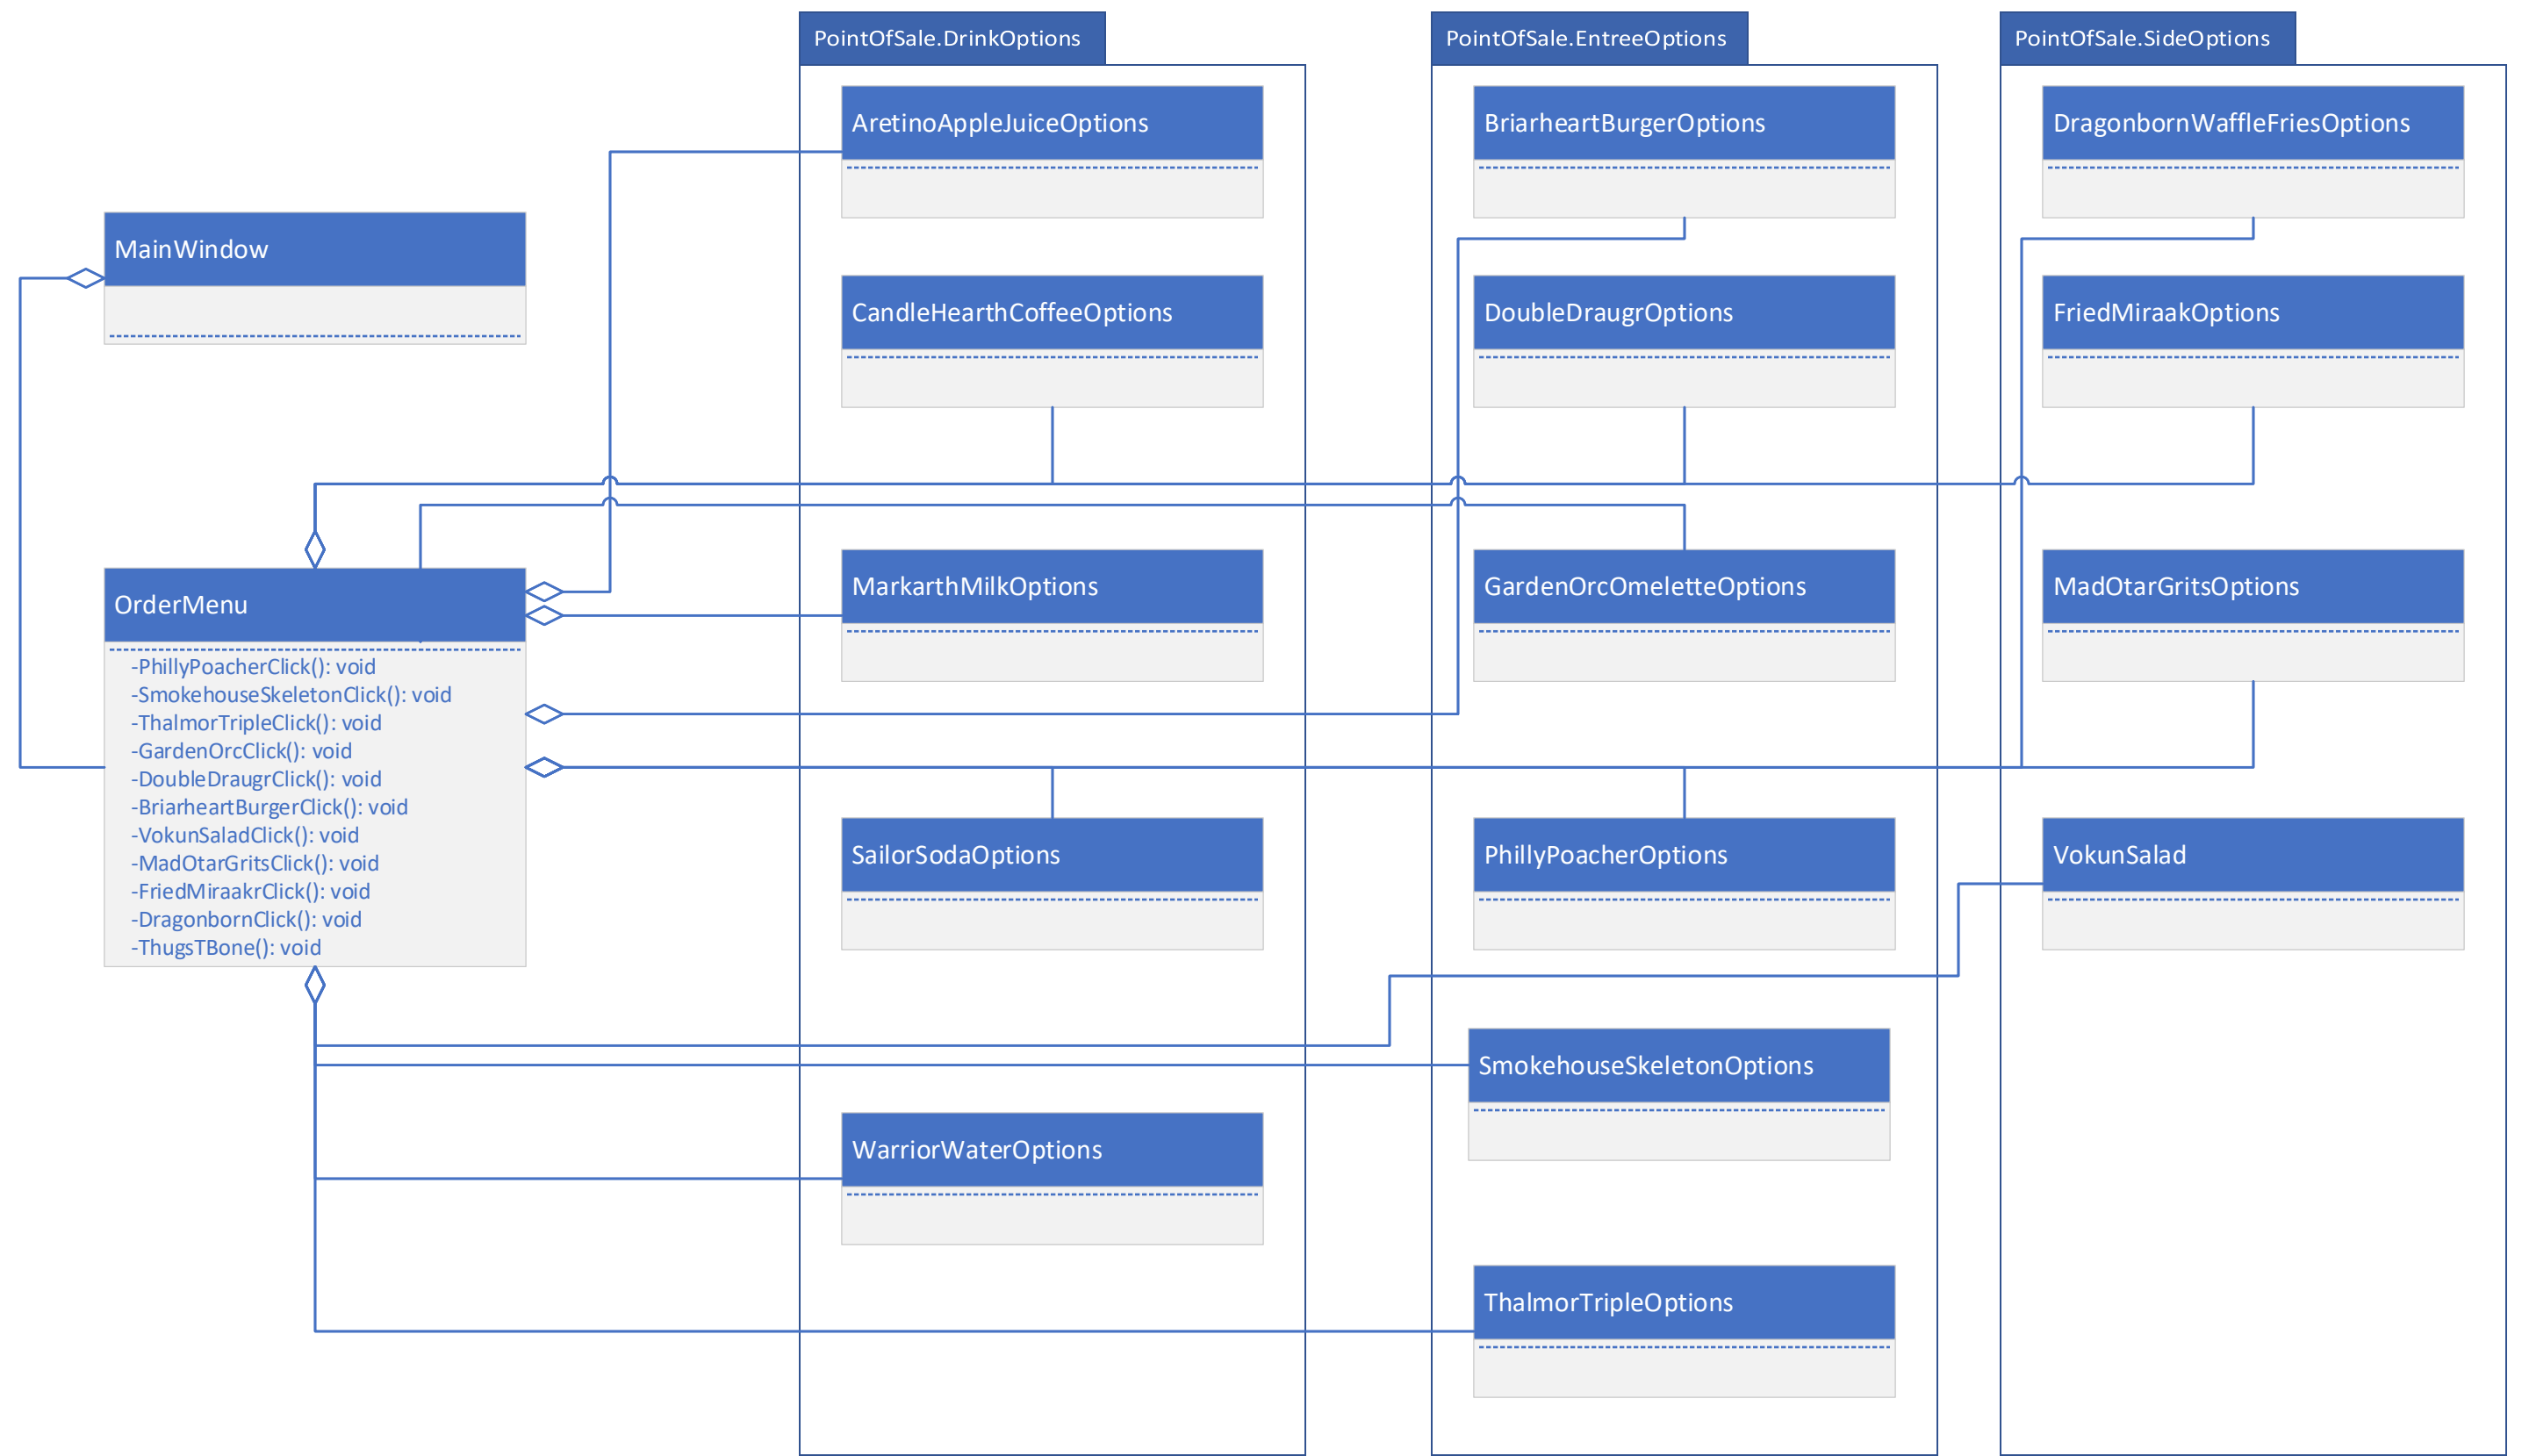 PointOfSale.DrinkOptions
PointOfSale.EntreeOptions
PointOfSale.SideOptions
AretinoAppleJuiceOptions
BriarheartBurgerOptions
DragonbornWaffleFriesOptions
MainWindow
CandleHearthCoffeeOptions
DoubleDraugrOptions
FriedMiraakOptions
OrderMenu
-PhillyPoacherClick(): void
-SmokehouseSkeletonClick(): void
-ThalmorTripleClick(): void
-GardenOrcClick(): void
-DoubleDraugrClick(): void
-BriarheartBurgerClick(): void
-VokunSaladClick(): void
-MadOtarGritsClick(): void
-FriedMiraakrClick(): void
-DragonbornClick(): void
-ThugsTBone(): void
MarkarthMilkOptions
GardenOrcOmeletteOptions
MadOtarGritsOptions
SailorSodaOptions
PhillyPoacherOptions
VokunSalad
SmokehouseSkeletonOptions
WarriorWaterOptions
ThalmorTripleOptions